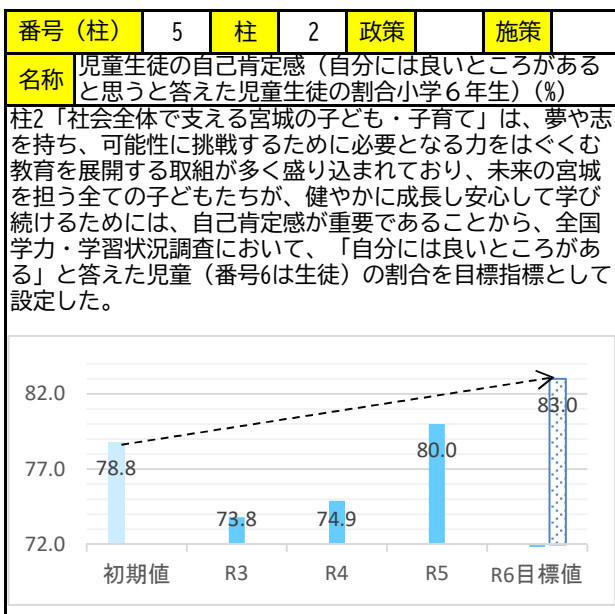 番号（柱） 5 柱 2 政策 施策
名称 児童生徒の自己肯定感（自分には良いところがある
と思うと答えた児童生徒の割合小学６年生）(%)
柱2「社会全体で支える宮城の子ども・子育て」は、夢や志
を持ち、可能性に挑戦するために必要となる力をはぐくむ
教育を展開する取組が多く盛り込まれており、未来の宮城
を担う全ての子どもたちが、健やかに成長し安心して学び
続けるためには、自己肯定感が重要であることから、全国
学力・学習状況調査において、「自分には良いところがあ
る」と答えた児童（番号6は生徒）の割合を目標指標として
設定した。
82.0
77.0
72.0
78.8
73.8
74.9
80.0
83.0
初期値 R3 R4 R5 R6目標値